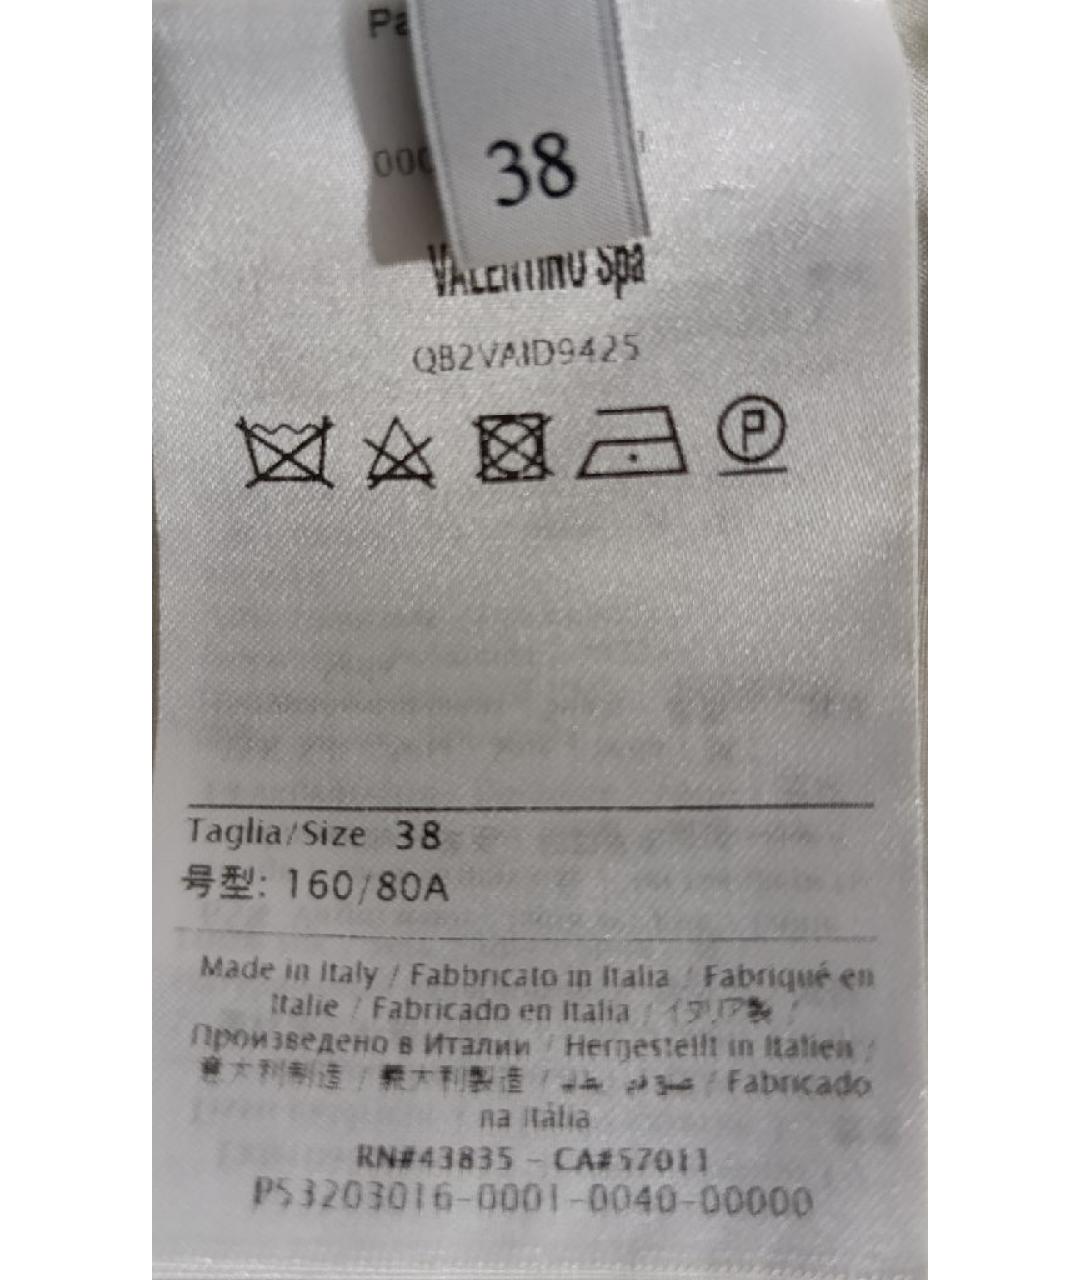 Pa
38
000
VALENTINO Spa
QB2VAID9425
P
Taglia/Size 38
号型: 160/80A
Made in Italy / Fabbricato in Italia / Fabriqué en
Italie / Fabricado en Italia / イタリア製 /
Произведено в Италии / Hergestellt in Italien /
意大利制造 / 義大利製造 / / Fabricado
na Itália
RN#43835 - CA#57011
PS3203016-0001-0040-00000